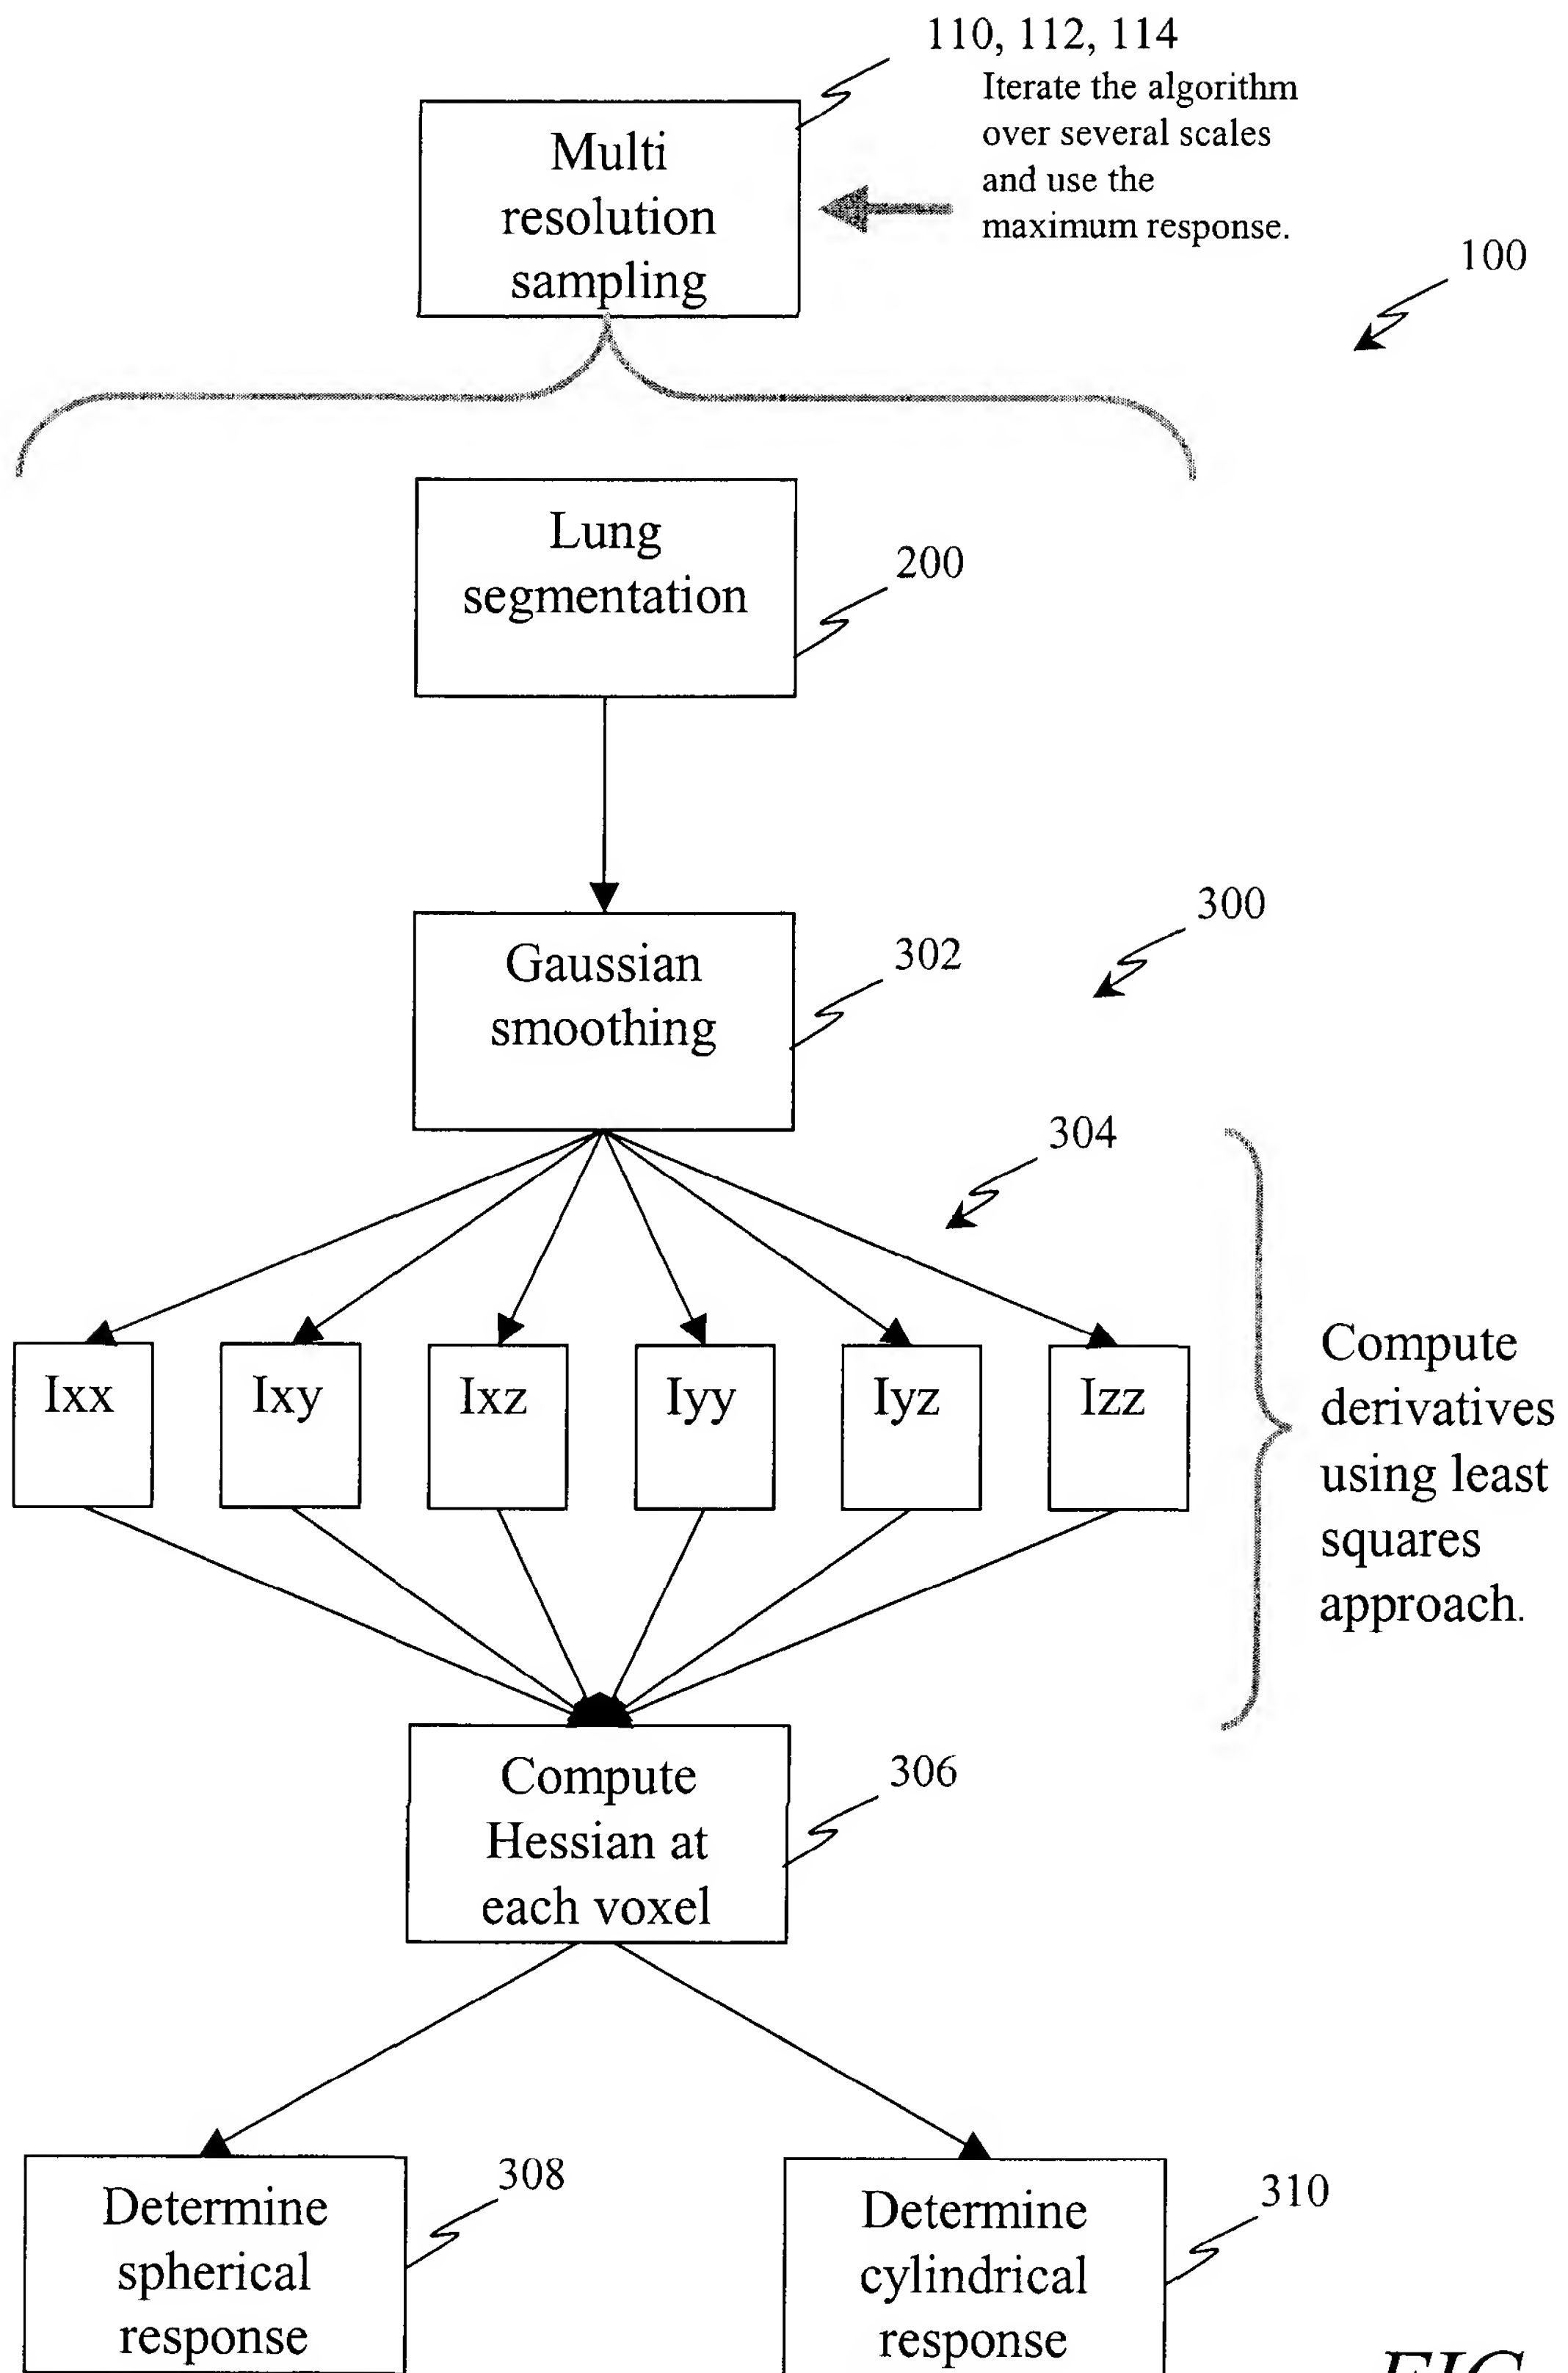 110, 112, 114
Iterate the algorithm
over several scales
and use the
maximum response.
Multi
resolution
sampling
100
Lung
segmentation
200
300
Gaussian
smoothing
302
304
Ixx
Ixy
Ixz
Iyy
Iyz
Izz
Compute
derivatives
using least
squares
approach.
Compute
Hessian at
each voxel
306
Determine
spherical
response
308
Determine
cylindrical
response
310
FIG